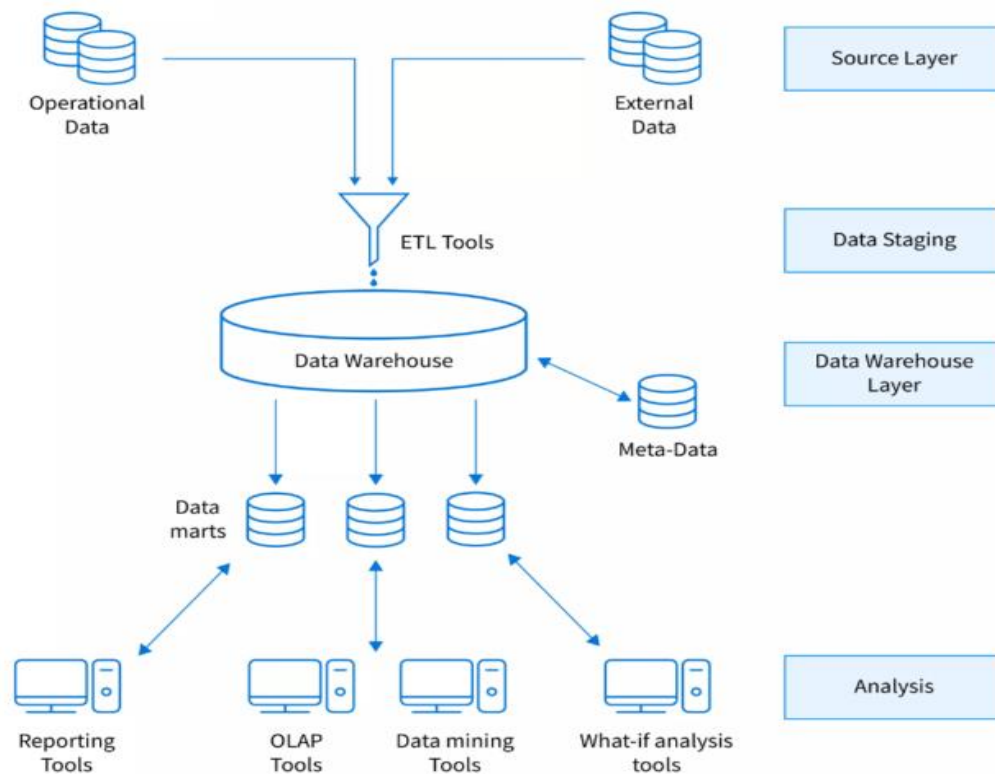 Operational
Data
External
Data
Source Layer
ETL Tools
Data Staging
Data Warehouse
Data Warehouse
Layer
Meta-Data
Data
marts
Analysis
Reporting
Tools
OLAP
Tools
Data mining
Tools
What-if analysis
tools